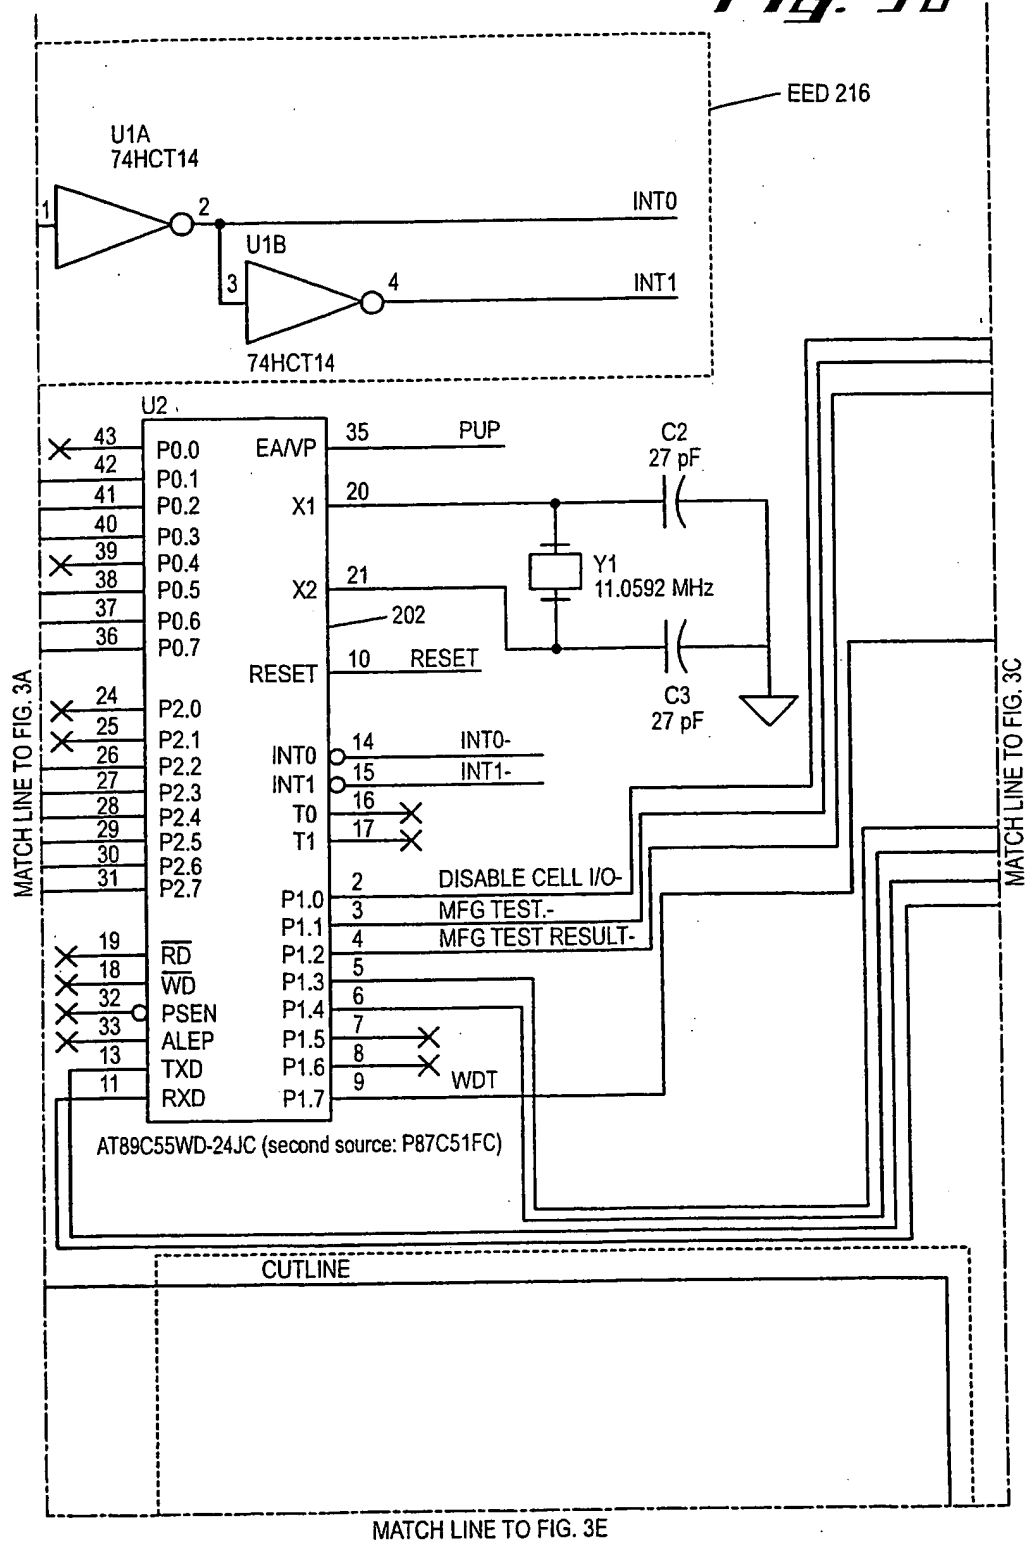 Fig.
EED 216
U1A
74HCT14
1
2
INT0
U1B
3
4
INT1
74HCT14
U2
43 P0.0
42 P0.1
41 P0.2
40 P0.3
39 P0.4
38 P0.5
37 P0.6
36 P0.7
24 P2.0
25 P2.1
26 P2.2
27 P2.3
28 P2.4
29 P2.5
30 P2.6
31 P2.7
19 RD
18 WD
32 PSEN
33 ALEP
13 TXD
11 RXD
EA/VP 35 PUP
X1 20
X2 21
202
RESET 10 RESET
INT0 14 INT0-
INT1 15 INT1-
T0 16
T1 17
P1.0 2 DISABLE CELL I/O-
P1.1 3 MFG TEST.-
P1.2 4 MFG TEST RESULT-
P1.3 5
P1.4 6
P1.5 7
P1.6 8
P1.7 9 WDT
C2
27 pF
Y1
11.0592 MHz
C3
27 pF
AT89C55WD-24JC (second source: P87C51FC)
CUTLINE
MATCH LINE TO FIG. 3A
MATCH LINE TO FIG. 3C
MATCH LINE TO FIG. 3E